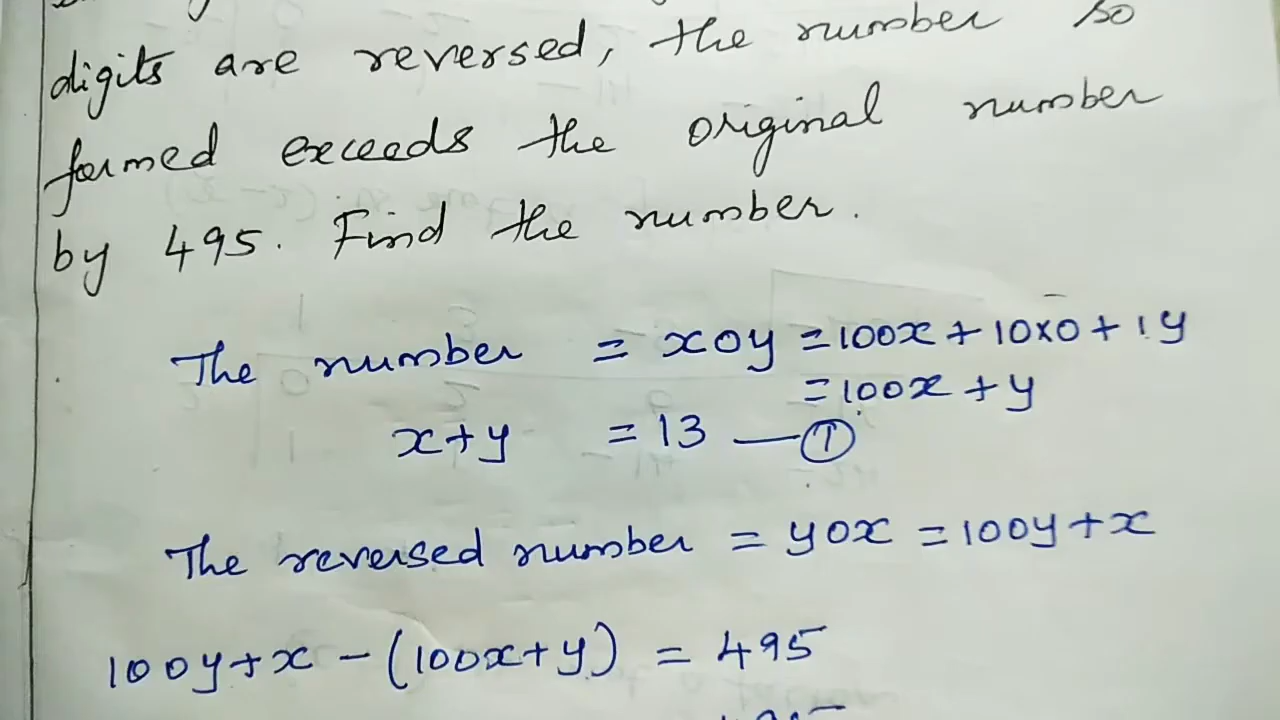 digits are reversed, the number so
formed exceeds the original number
by 495. Find the number.
The number = x0y = 100x + 10×0 + 1y
= 100x + y
x+y = 13 — ①
The reversed number = y0x = 100y + x
100y + x - (100x + y) = 495